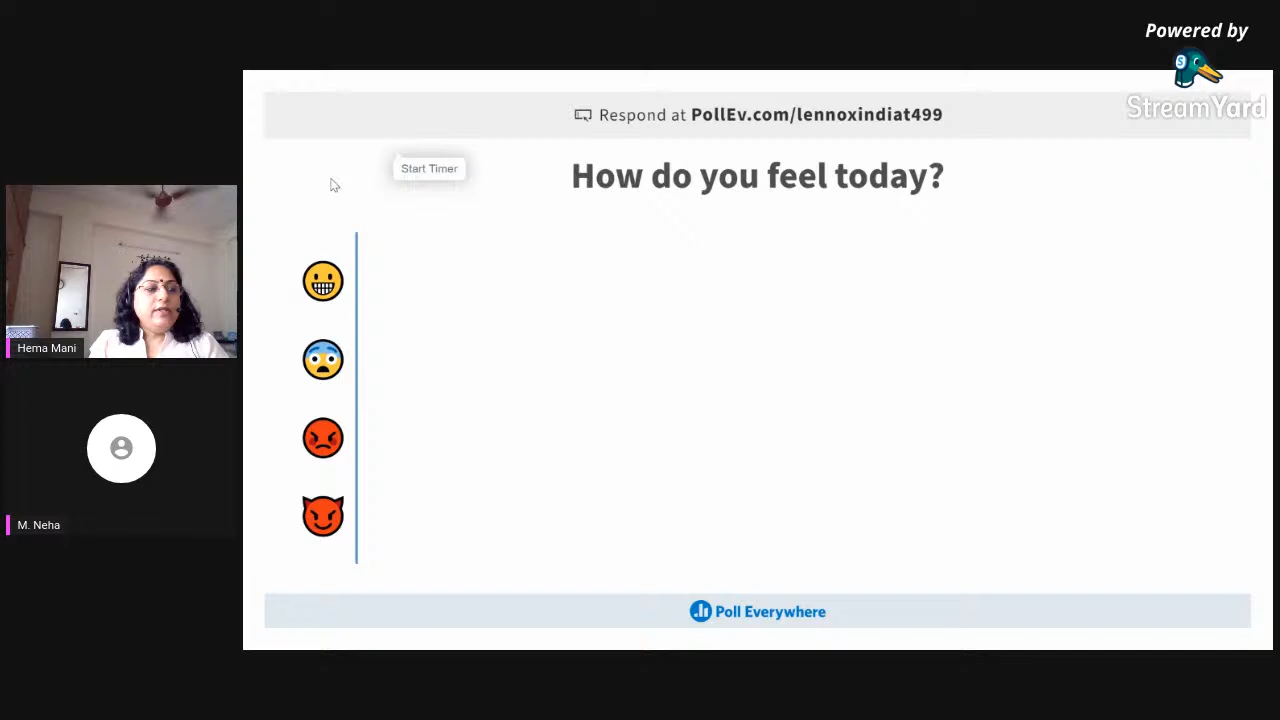 Powered by
StreamYard
Respond at PollEv.com/lennoxindiat499
Start Timer
How do you feel today?
Hema Mani
M. Neha
Poll Everywhere